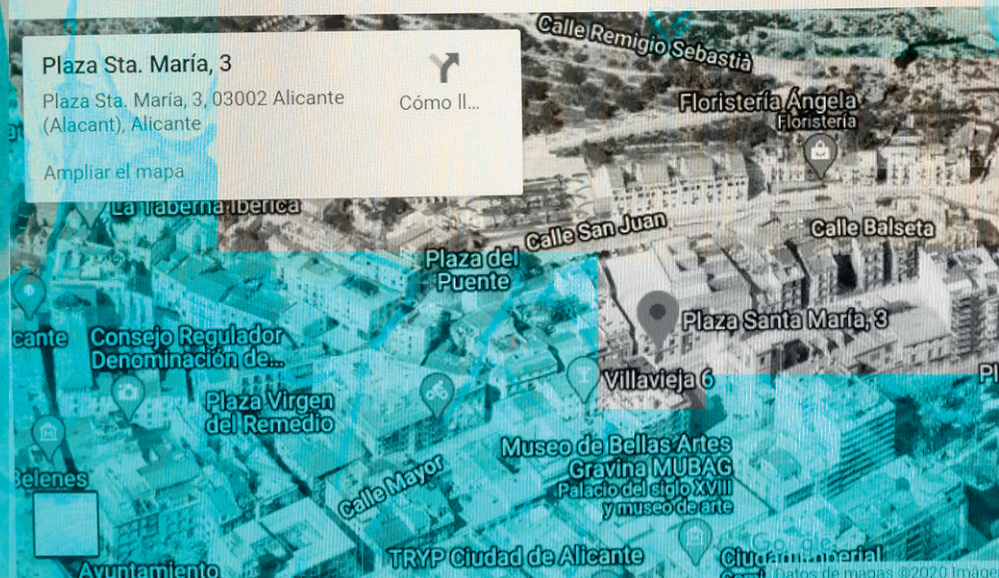 Calle Remigio Sebastià
Plaza Sta. María, 3
Plaza Sta. María, 3, 03002 Alicante
(Alacant), Alicante
Cómo ll...
Ampliar el mapa
Floristería Ángela
Floristería
La Taberna Ibérica
Calle San Juan
Calle Balseta
Plaza del
Puente
Plaza Santa María, 3
cante
Consejo Regulador
Denominación de...
Villavieja 6
Pl
Plaza Virgen
del Remedio
Museo de Bellas Artes
Gravina MUBAG
Palacio del siglo XVIII
y museo de arte
Calle Mayor
Belenes
Google
TRYP Ciudad de Alicante
Ayuntamiento
Datos de mapas ©2020 Imáge